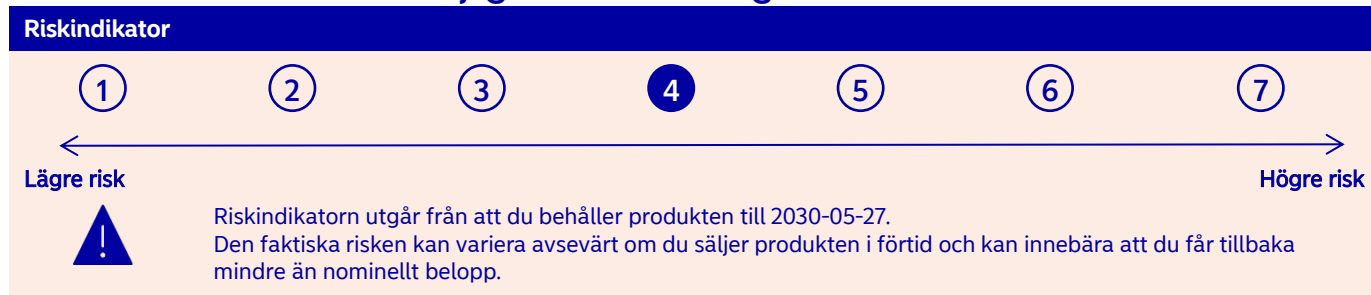 Riskindikator
1 2 3 4 5 6 7
Lägre risk Högre risk
Riskindikatorn utgår från att du behåller produkten till 2030-05-27.
Den faktiska risken kan variera avsevärt om du säljer produkten i förtid och kan innebära att du får tillbaka
mindre än nominellt belopp.